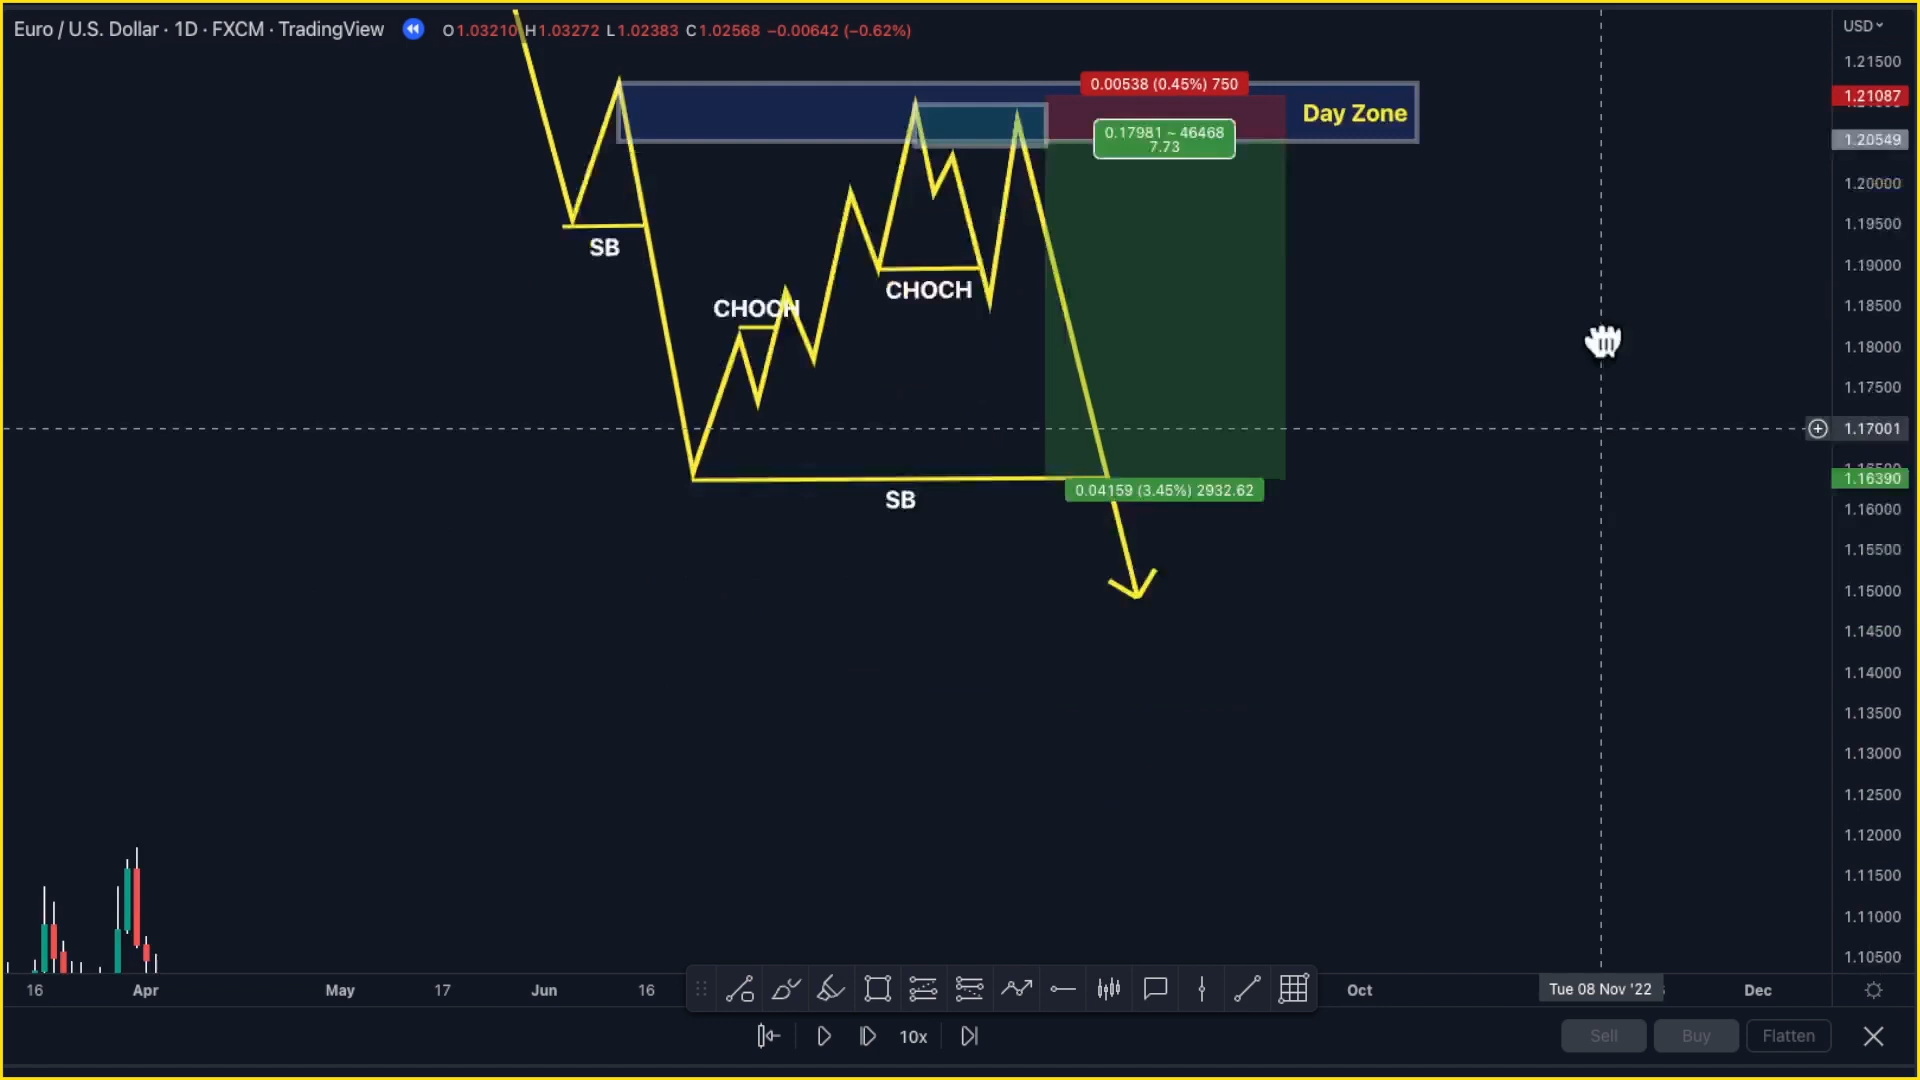 Euro / U.S. Dollar · 1D · FXCM · TradingView
O1.03210 H1.03272 L1.02383 C1.02568 −0.00642 (−0.62%)
USD
1.21500
0.00538 (0.45%) 750
1.21087
Day Zone
0.17981 ~ 46468
7.73
1.20549
1.20000
1.19500
SB
1.19000
CHOCH
CHOCH
1.18500
1.18000
1.17500
1.17001
1.16390
0.04159 (3.45%) 2932.62
SB
1.16000
1.15500
1.15000
1.14500
1.14000
1.13500
1.13000
1.12500
1.12000
1.11500
1.11000
1.10500
16 Apr May 17 Jun 16 Oct Tue 08 Nov '22 Dec
10x
Sell Buy Flatten